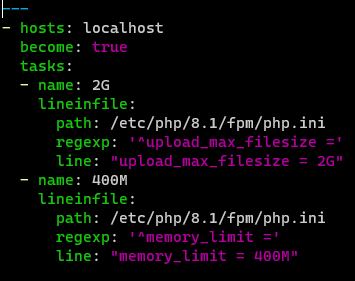 ---
- hosts: localhost
  become: true
  tasks:
  - name: 2G
    lineinfile:
      path: /etc/php/8.1/fpm/php.ini
      regexp: '^upload_max_filesize ='
      line: "upload_max_filesize = 2G"
  - name: 400M
    lineinfile:
      path: /etc/php/8.1/fpm/php.ini
      regexp: '^memory_limit ='
      line: "memory_limit = 400M"